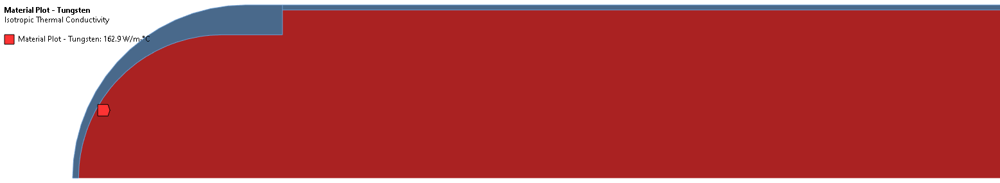 Material Plot - Tungsten
Isotropic Thermal Conductivity
Material Plot - Tungsten: 162.9 W/m·°C